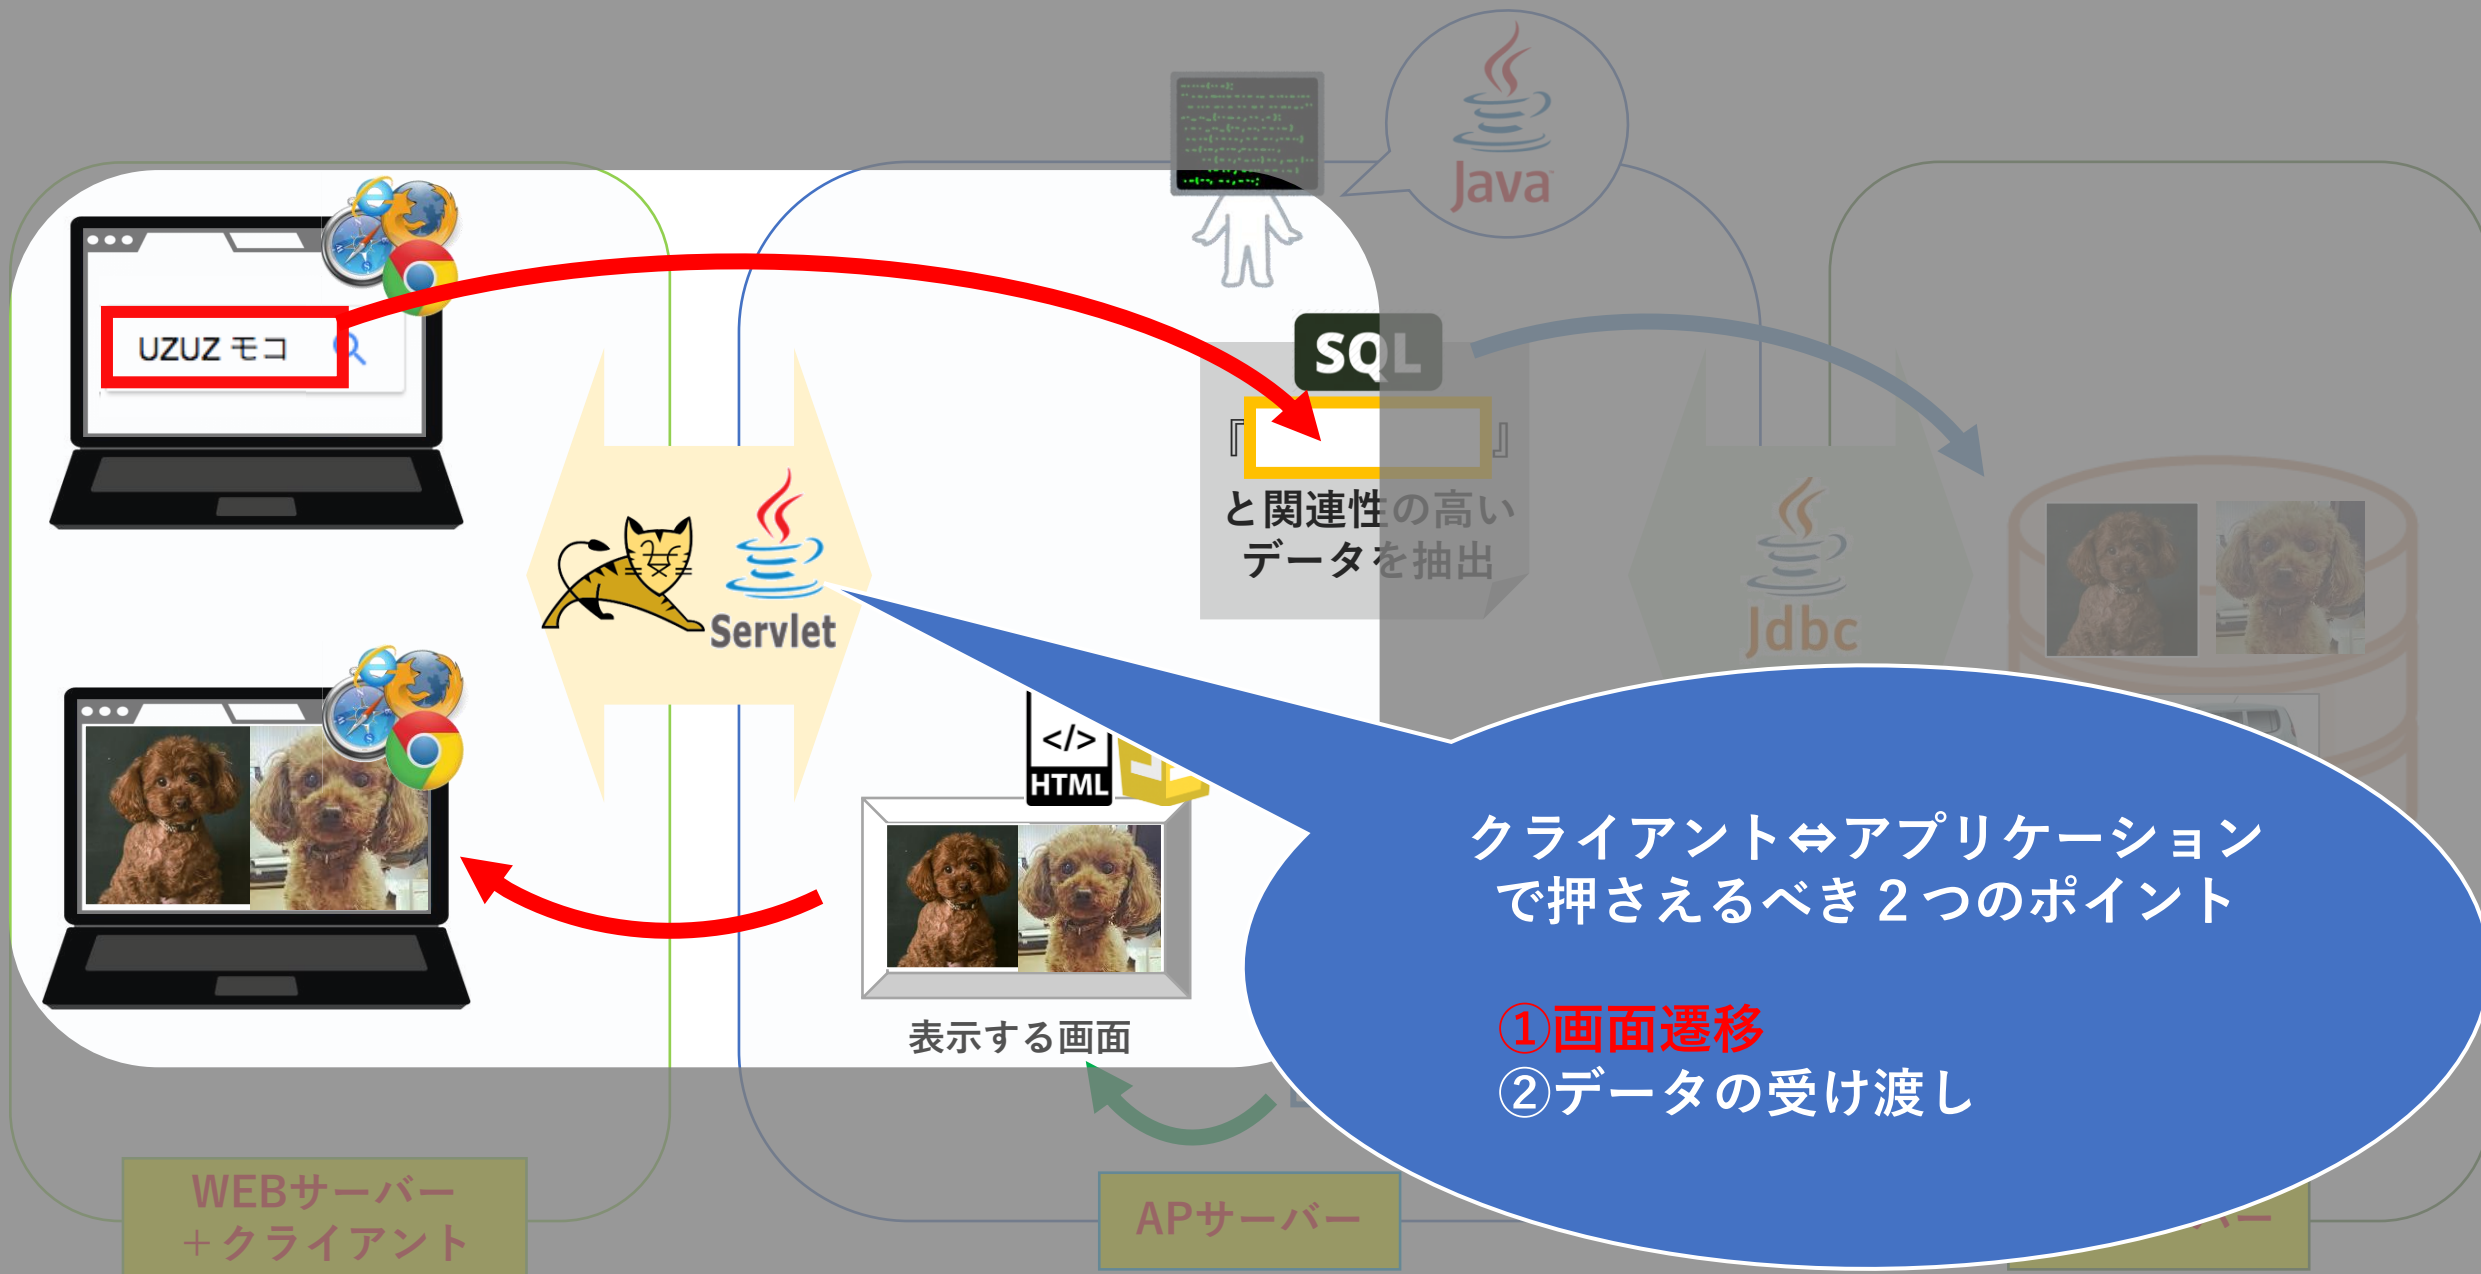 Java
UZUZ モコ
SQL
『 』
と関連性の高い
データを抽出
Servlet
Jdbc
</>
HTML
表示する画面
クライアント⇔アプリケーション
で押さえるべき２つのポイント
①画面遷移
②データの受け渡し
WEBサーバー
+クライアント
APサーバー